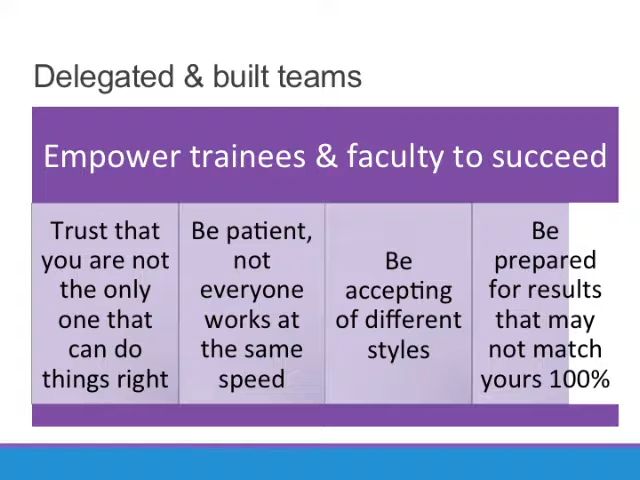 Delegated & built teams
Empower trainees & faculty to succeed
Trust that
you are not
the only
one that
can do
things right
Be patient,
not
everyone
works at
the same
speed
Be
accepting
of different
styles
Be
prepared
for results
that may
not match
yours 100%